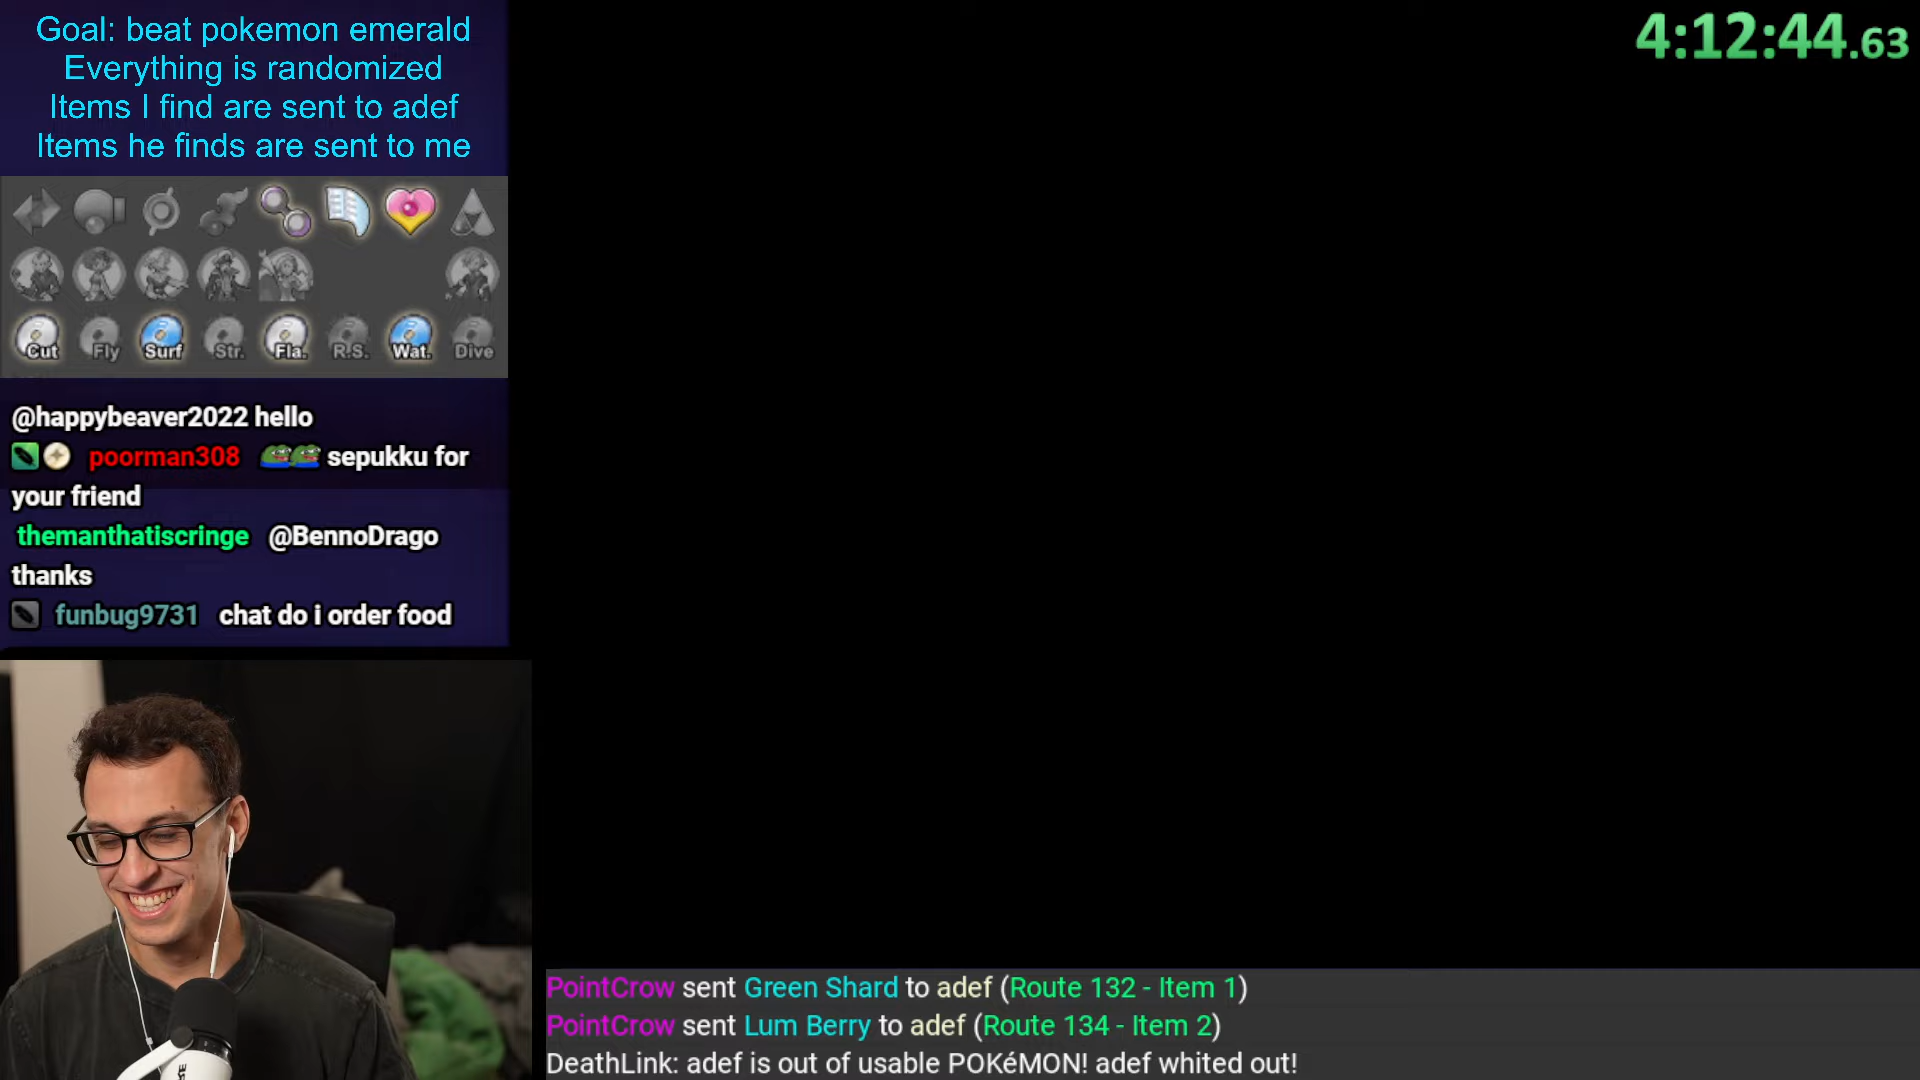 Goal: beat pokemon emerald
Everything is randomized
Items I find are sent to adef
Items he finds are sent to me
4:12:44.63
Cut Fly Surf Str. Fla. R.S. Wat. Dive
@happybeaver2022 hello
poorman308 sepukku for
your friend
themanthatiscringe @BennoDrago
thanks
funbug9731 chat do i order food
PointCrow sent Green Shard to adef (Route 132 - Item 1)
PointCrow sent Lum Berry to adef (Route 134 - Item 2)
DeathLink: adef is out of usable POKéMON! adef whited out!